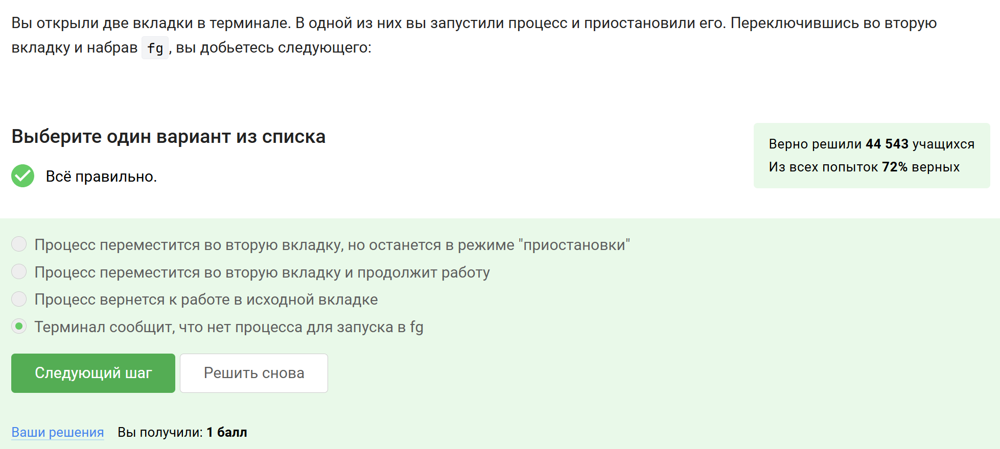 Вы открыли две вкладки в терминале. В одной из них вы запустили процесс и приостановили его. Переключившись во вторую
вкладку и набрав fg, вы добьетесь следующего:
Выберите один вариант из списка
Всё правильно.
Верно решили 44 543 учащихся
Из всех попыток 72% верных
Процесс переместится во вторую вкладку, но останется в режиме "приостановки"
Процесс переместится во вторую вкладку и продолжит работу
Процесс вернется к работе в исходной вкладке
Терминал сообщит, что нет процесса для запуска в fg
Следующий шаг
Решить снова
Ваши решения
Вы получили: 1 балл